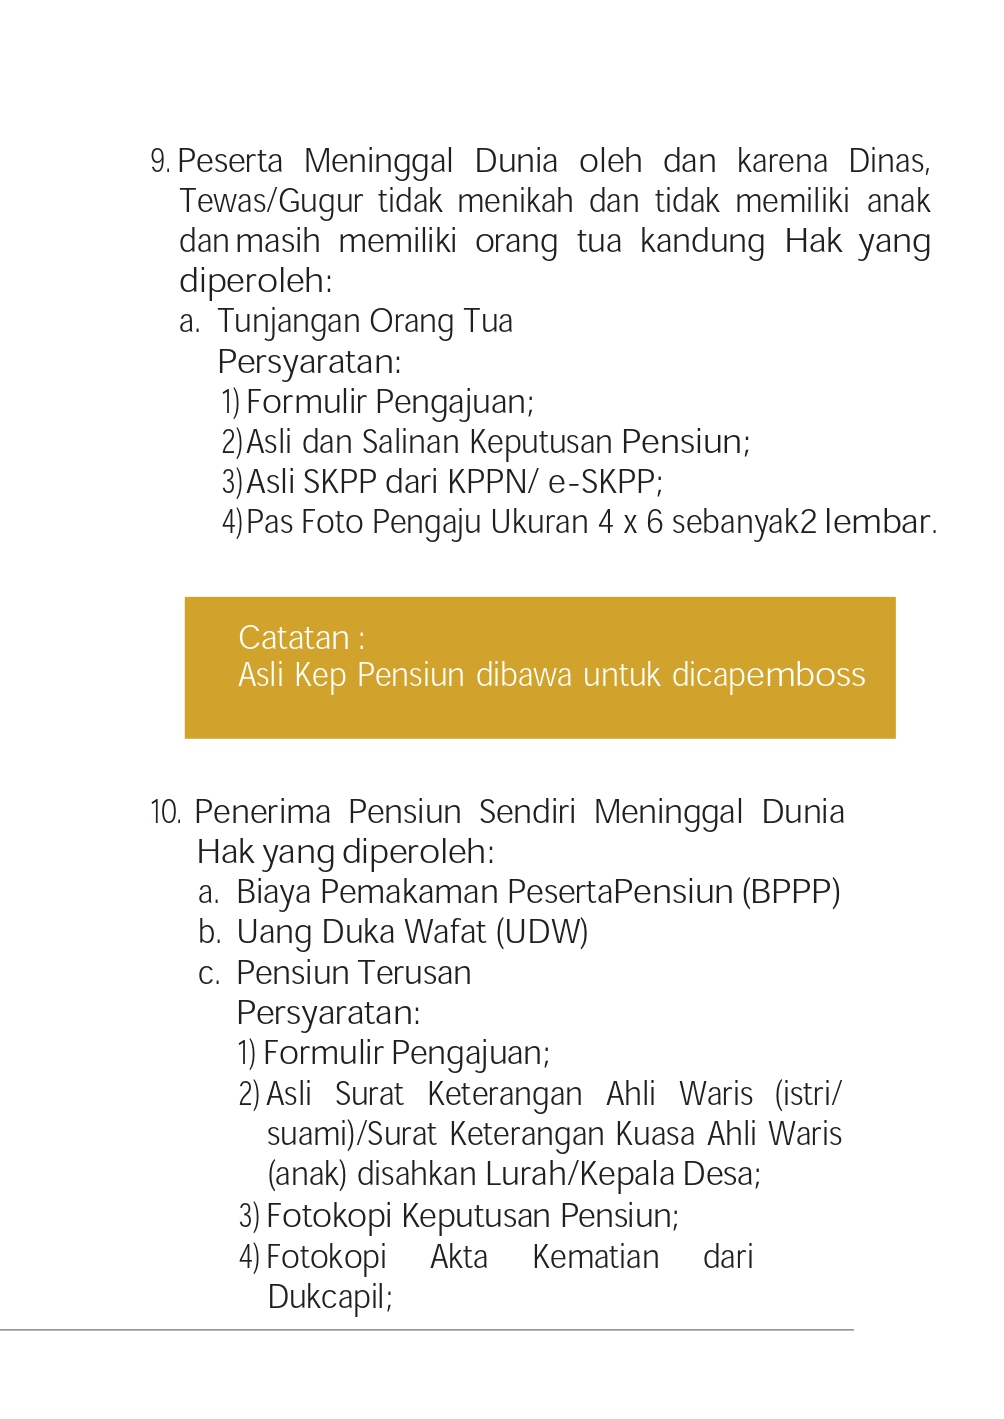 9. Peserta Meninggal Dunia oleh dan karena Dinas,
Tewas/Gugur tidak menikah dan tidak memiliki anak
dan masih memiliki orang tua kandung Hak yang
diperoleh:
a. Tunjangan Orang Tua
Persyaratan:
1) Formulir Pengajuan;
2) Asli dan Salinan Keputusan Pensiun;
3) Asli SKPP dari KPPN/ e-SKPP;
4) Pas Foto Pengaju Ukuran 4 x 6 sebanyak2 lembar.
Catatan :
Asli Kep Pensiun dibawa untuk dicapemboss
10. Penerima Pensiun Sendiri Meninggal Dunia
Hak yang diperoleh:
a. Biaya Pemakaman PesertaPensiun (BPPP)
b. Uang Duka Wafat (UDW)
c. Pensiun Terusan
Persyaratan:
1) Formulir Pengajuan;
2) Asli Surat Keterangan Ahli Waris (istri/
suami)/Surat Keterangan Kuasa Ahli Waris
(anak) disahkan Lurah/Kepala Desa;
3) Fotokopi Keputusan Pensiun;
4) Fotokopi Akta Kematian dari
Dukcapil;